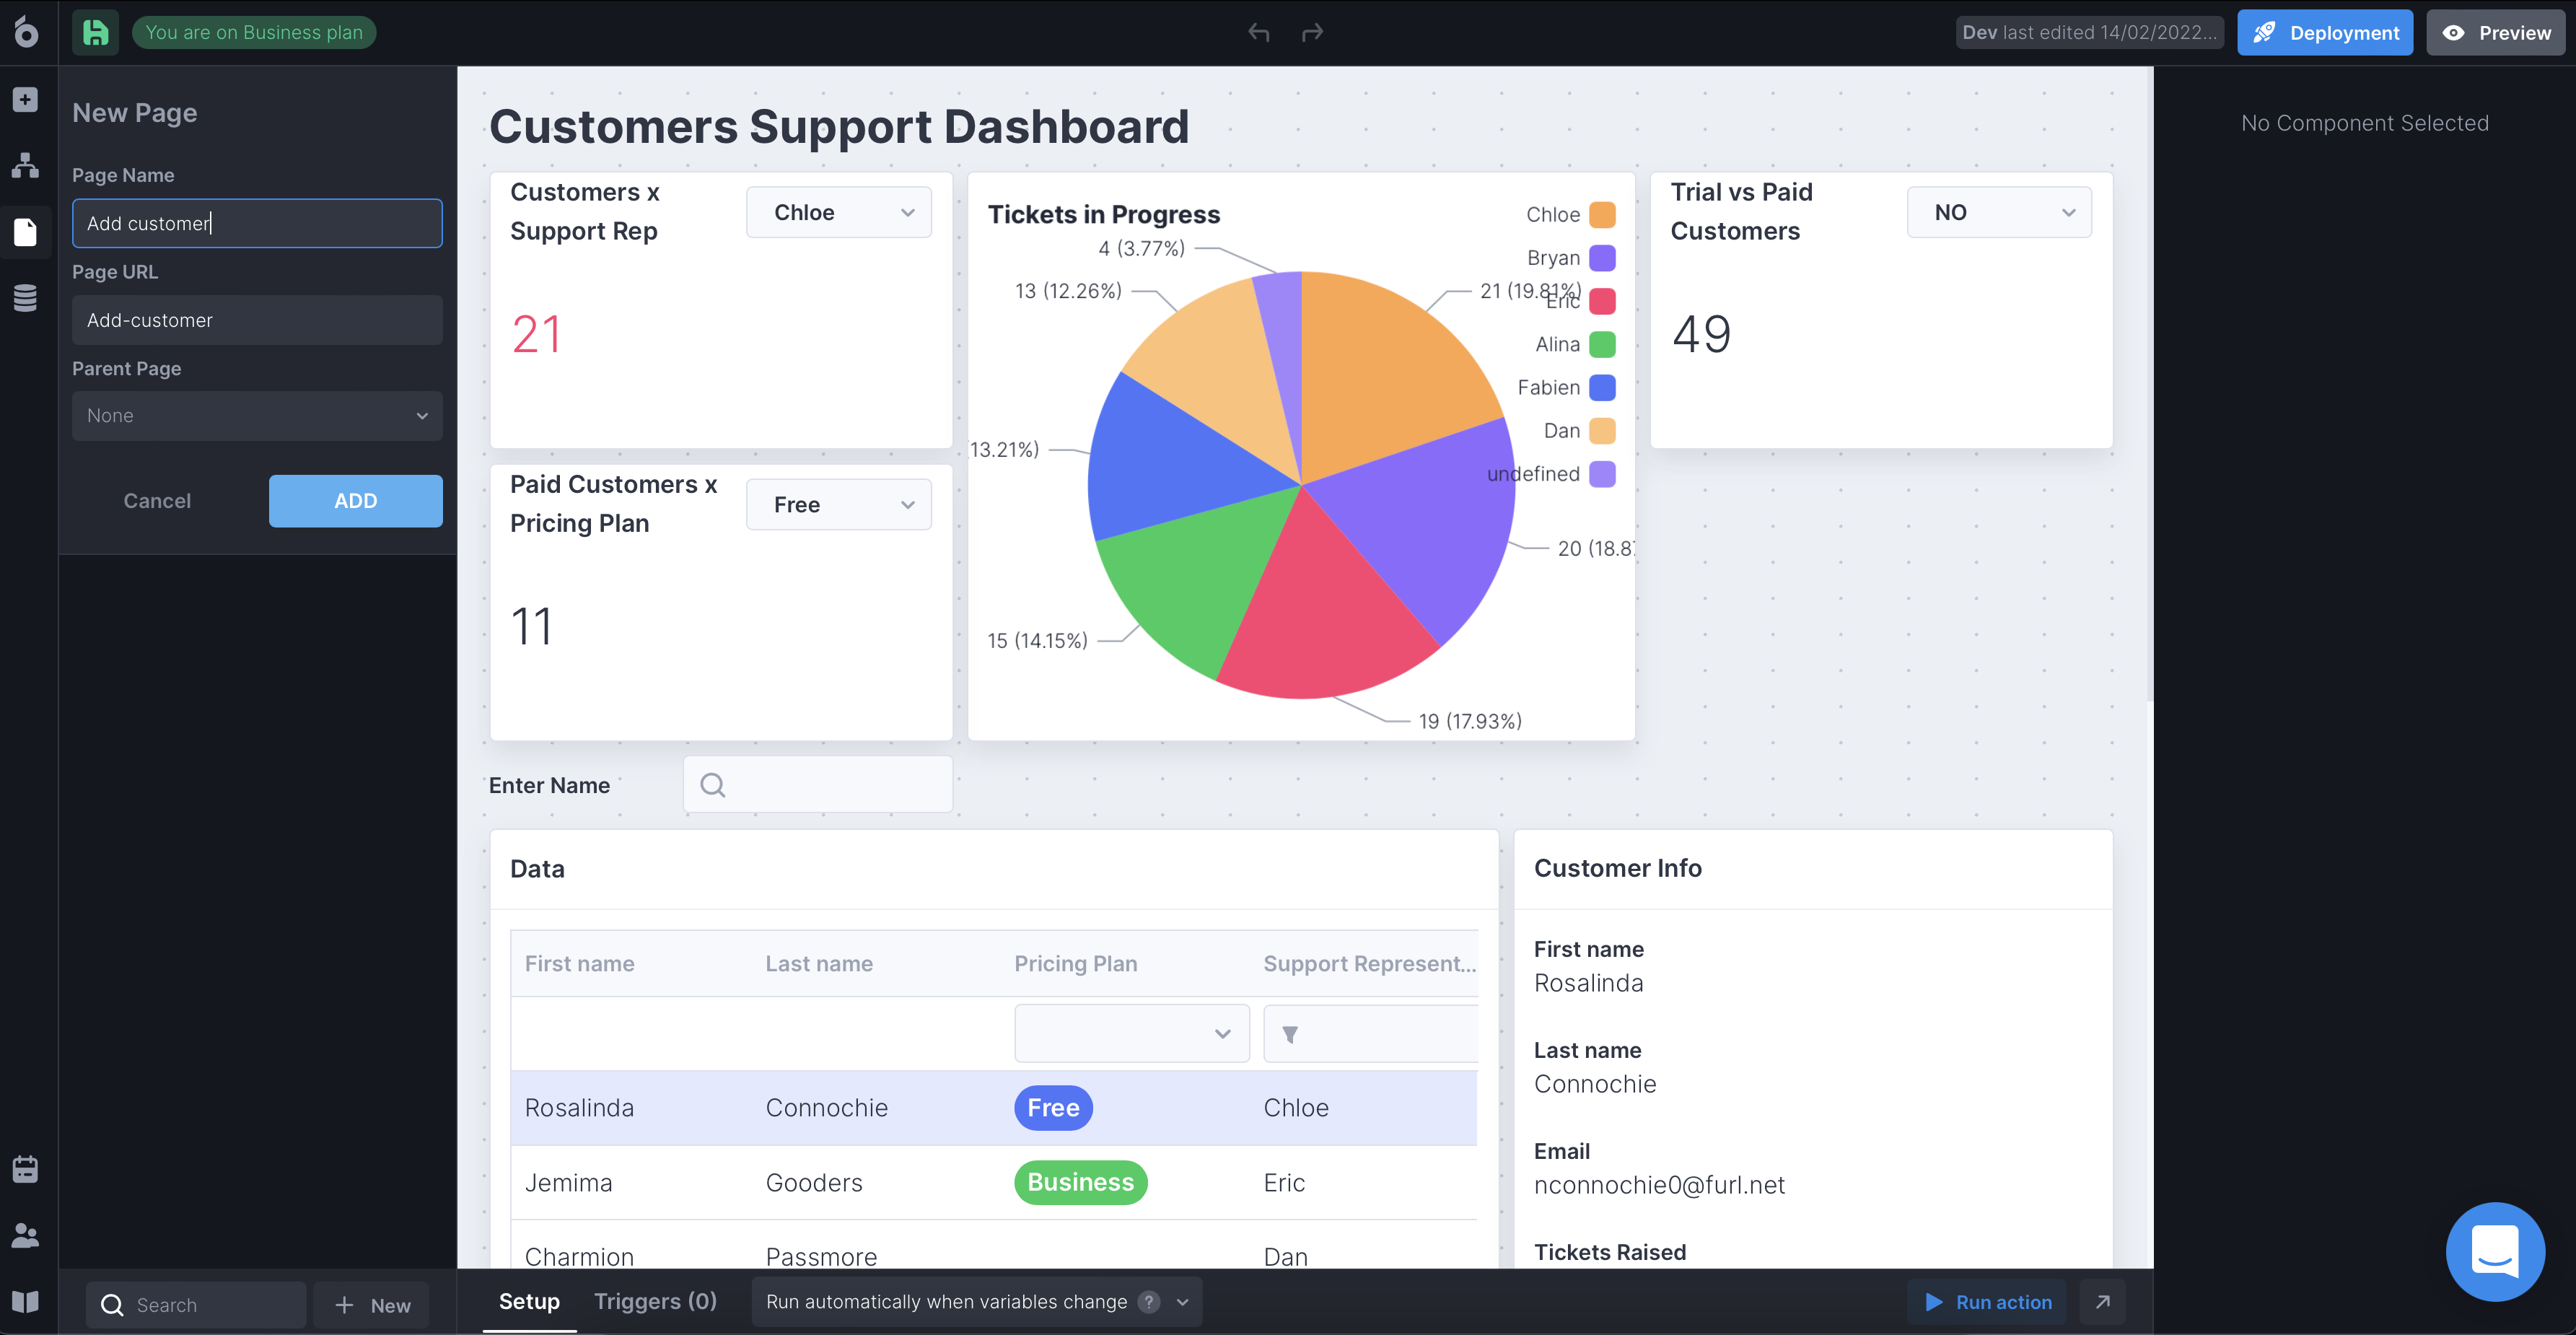 You are on Business plan
Dev last edited 14/02/2022...
Deployment
Preview
New Page
Page Name
Add customer
Page URL
Add-customer
Parent Page
None
Cancel
ADD
Search
New
Customers Support Dashboard
Customers x
Support Rep
Chloe
21
Paid Customers x
Pricing Plan
Free
11
Tickets in Progress
4 (3.77%)
13 (12.26%)
21 (19.81%)
13.21%)
15 (14.15%)
19 (17.93%)
20 (18.8
Chloe
Bryan
Eric
Alina
Fabien
Dan
undefined
Trial vs Paid
Customers
NO
49
Enter Name
Data
First name Last name Pricing Plan Support Represent...
Rosalinda Connochie Free Chloe
Jemima Gooders Business Eric
Charmion Passmore Dan
Customer Info
First name
Rosalinda
Last name
Connochie
Email
nconnochie0@furl.net
Tickets Raised
Setup
Triggers (0)
Run automatically when variables change ?
Run action
No Component Selected